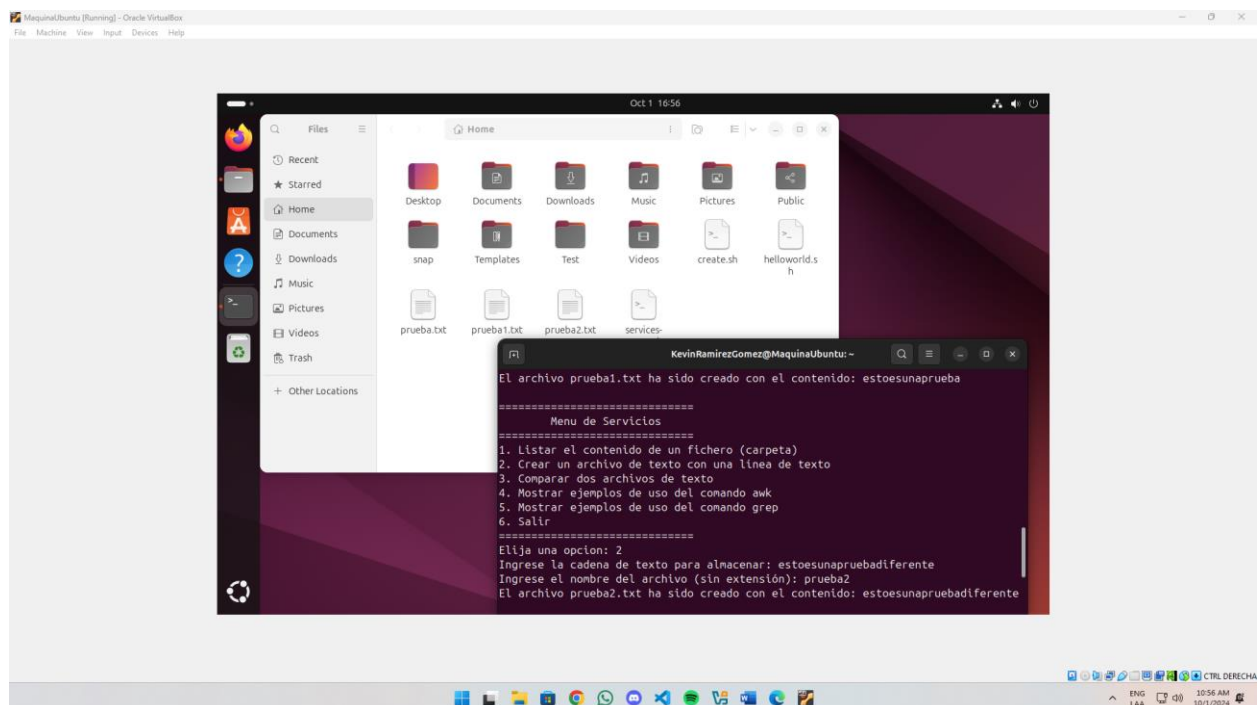 MaquinaUbuntu [Running] - Oracle VirtualBox
File Machine View Input Devices Help
Oct 1 16:56
Files
Home
Recent
Starred
Home
Documents
Downloads
Music
Pictures
Videos
Trash
+ Other Locations
Desktop Documents Downloads Music Pictures Public
snap Templates Test Videos create.sh helloworld.s
h
prueba.txt prueba1.txt prueba2.txt services-
KevinRamirezGomez@MaquinaUbuntu: ~
El archivo prueba1.txt ha sido creado con el contenido: estoesunaprueba
==============================
Menu de Servicios
==============================
1. Listar el contenido de un fichero (carpeta)
2. Crear un archivo de texto con una linea de texto
3. Comparar dos archivos de texto
4. Mostrar ejemplos de uso del comando awk
5. Mostrar ejemplos de uso del comando grep
6. Salir
==============================
Elija una opcion: 2
Ingrese la cadena de texto para almacenar: estoesunapruebadiferente
Ingrese el nombre del archivo (sin extensión): prueba2
El archivo prueba2.txt ha sido creado con el contenido: estoesunapruebadiferente
CTRL DERECHA
ENG
LAA
10:56 AM
10/1/2024